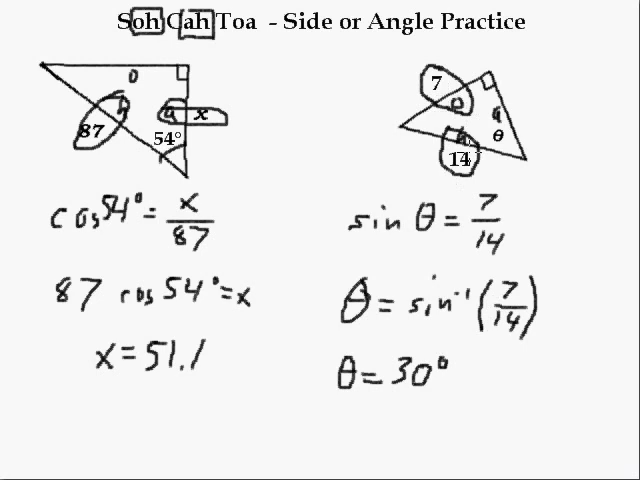 Soh Cah Toa - Side or Angle Practice
o
h
87
a
x
54°
cos 54° = x/87
87 cos 54° = x
x = 51.1
7
o
a
θ
h
14
sin θ = 7/14
θ = sin⁻¹(7/14)
θ = 30°